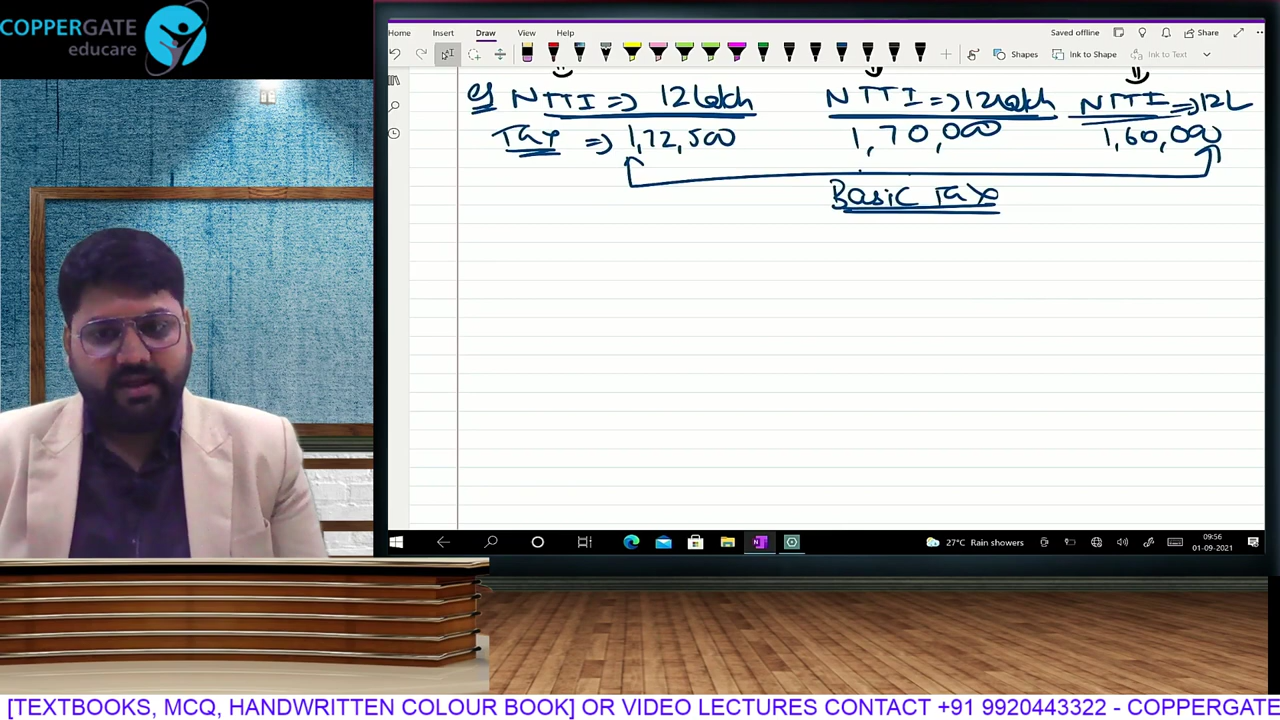 COPPERGATE
educare
Home Insert Draw View Help
Saved offline
Share
Shapes
Ink to Shape
Ink to Text
eg NTTI => 12 Lakh NTTI => 12 Lakh NTTI => 12L
Tax => 1,72,500 1,70,000 1,60,000
Basic Tax
27°C Rain showers
09:56
01-09-2021
[TEXTBOOKS, MCQ, HANDWRITTEN COLOUR BOOK] OR VIDEO LECTURES CONTACT +91 9920443322 - COPPERGATE